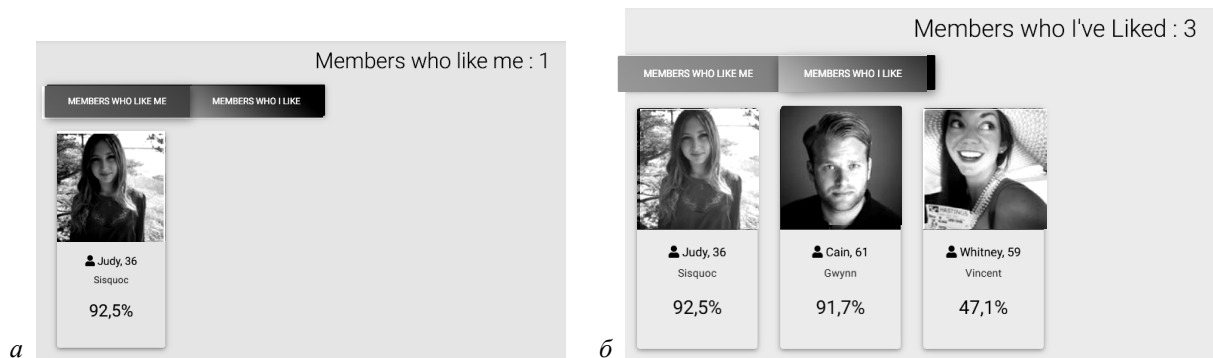 Members who like me : 1
MEMBERS WHO LIKE ME MEMBERS WHO I LIKE
Judy, 36
Sisquoc
92,5%
а
Members who I've Liked : 3
MEMBERS WHO LIKE ME MEMBERS WHO I LIKE
HASTINGS
Judy, 36 Cain, 61 Whitney, 59
Sisquoc Gwynn Vincent
92,5% 91,7% 47,1%
б